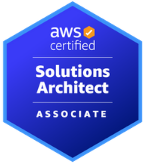 aws
certified
Solutions
Architect
ASSOCIATE